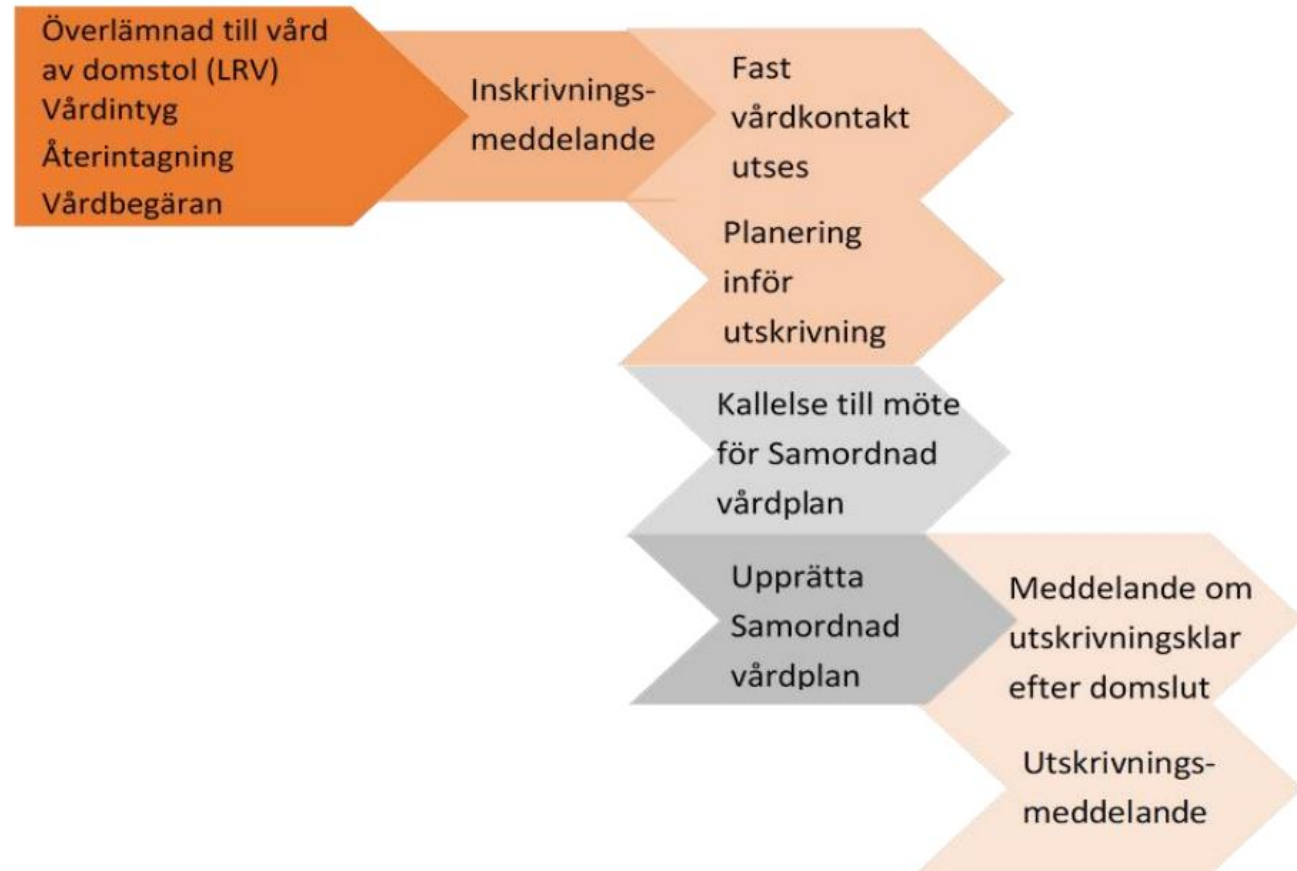 Överlämnad till vård
av domstol (LRV)
Vårdintyg
Återintagning
Vårdbegäran
Inskrivnings-
meddelande
Fast
vårdkontakt
utses
Planering
inför
utskrivning
Kallelse till möte
för Samordnad
vårdplan
Upprätta
Samordnad
vårdplan
Meddelande om
utskrivningsklar
efter domslut
Utskrivnings-
meddelande